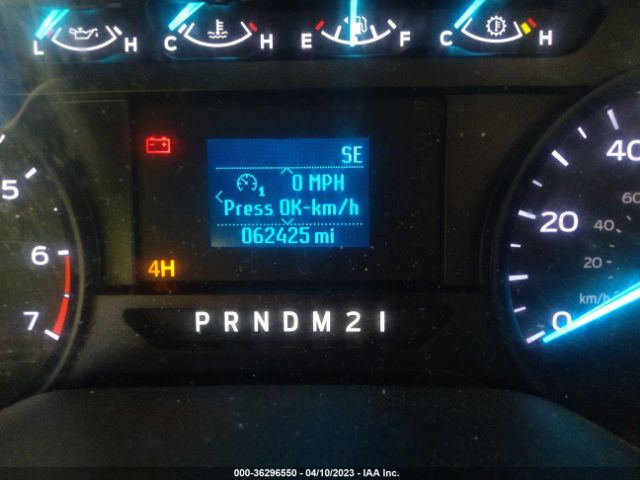 L H C H E F C H
SE
1 0 MPH
Press OK-km/h
062425 mi
4H
P R N D M 2 1
5
6
7
40
20
0
60
40
20
km/h
000-36296550 - 04/10/2023 - IAA Inc.